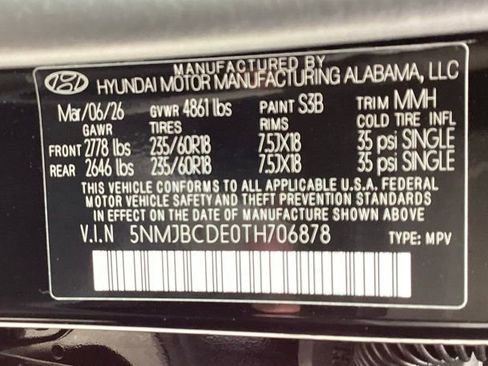 MANUFACTURED BY
HYUNDAI MOTOR MANUFACTURING ALABAMA, LLC
Mar/06/26 GVWR 4861 lbs PAINT S3B TRIM MMH
GAWR TIRES RIMS COLD TIRE INFL
FRONT 2778 lbs 235/60R18 7.5JX18 35 psi SINGLE
REAR 2646 lbs 235/60R18 7.5JX18 35 psi SINGLE
THIS VEHICLE CONFORMS TO ALL APPLICABLE U.S.A. FEDERAL
MOTOR VEHICLE SAFETY AND THEFT PREVENTION STANDARDS
IN EFFECT ON THE DATE OF MANUFACTURE SHOWN ABOVE.
V.I.N 5NMJBCDE0TH706878 TYPE: MPV